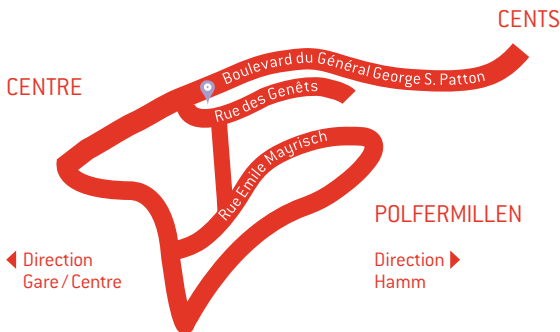 CENTS
Boulevard du Général George S. Patton
CENTRE
Rue des Genêts
Rue Emile Mayrisch
POLFERMILLEN
Direction
Gare / Centre
Direction
Hamm